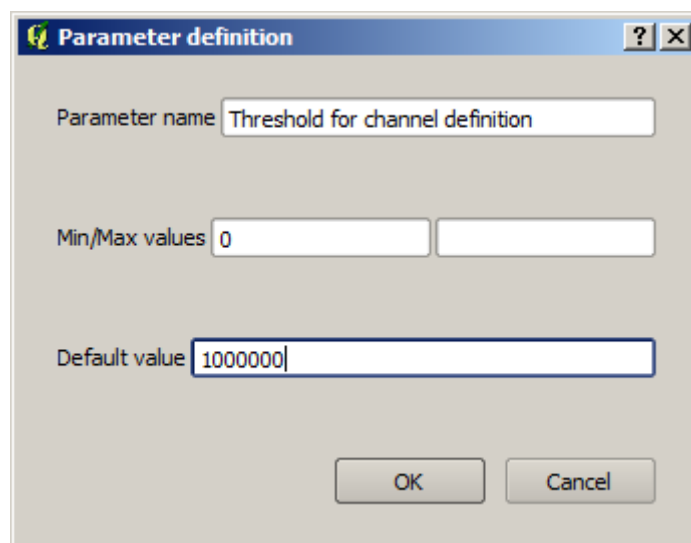 Parameter definition
Parameter name Threshold for channel definition
Min/Max values 0
Default value 1000000
OK Cancel